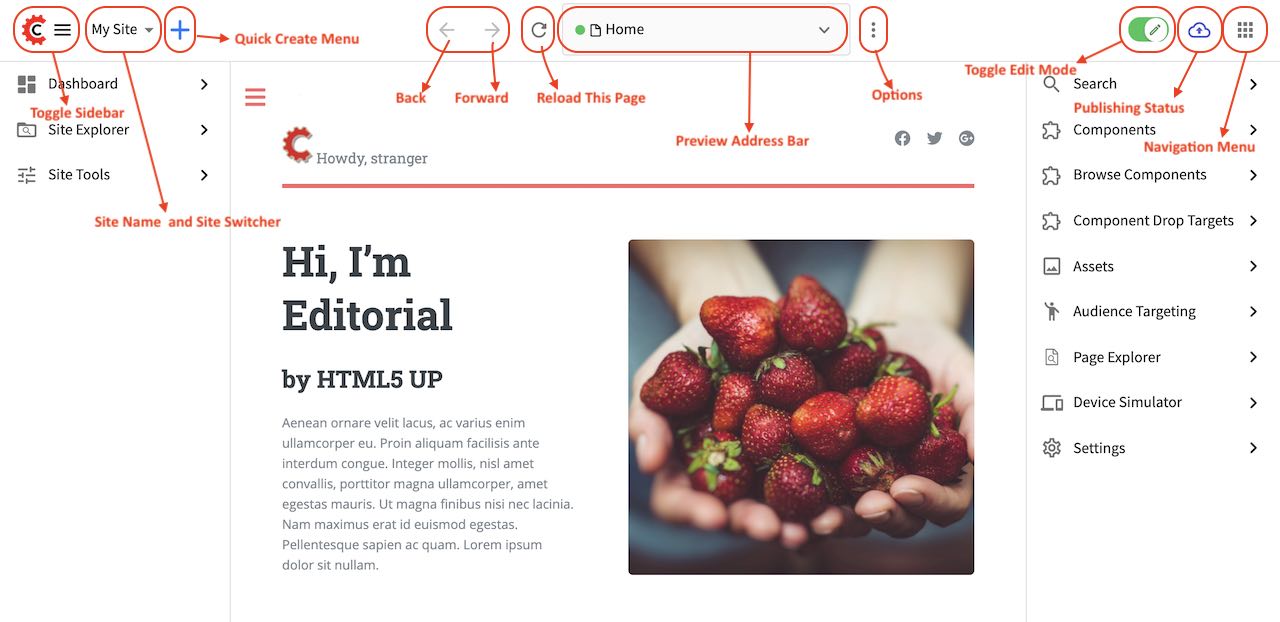 My Site
Home
Quick Create Menu
Back
Forward
Reload This Page
Options
Toggle Edit Mode
Publishing Status
Navigation Menu
Preview Address Bar
Dashboard
Toggle Sidebar
Site Explorer
Site Tools
Site Name and Site Switcher
Howdy, stranger
Hi, I’m
Editorial
by HTML5 UP
Aenean ornare velit lacus, ac varius enim
ullamcorper eu. Proin aliquam facilisis ante
interdum congue. Integer mollis, nisl amet
convallis, porttitor magna ullamcorper, amet
egestas mauris. Ut magna finibus nisi nec lacinia.
Nam maximus erat id euismod egestas.
Pellentesque sapien ac quam. Lorem ipsum
dolor sit nullam.
Search
Components
Browse Components
Component Drop Targets
Assets
Audience Targeting
Page Explorer
Device Simulator
Settings